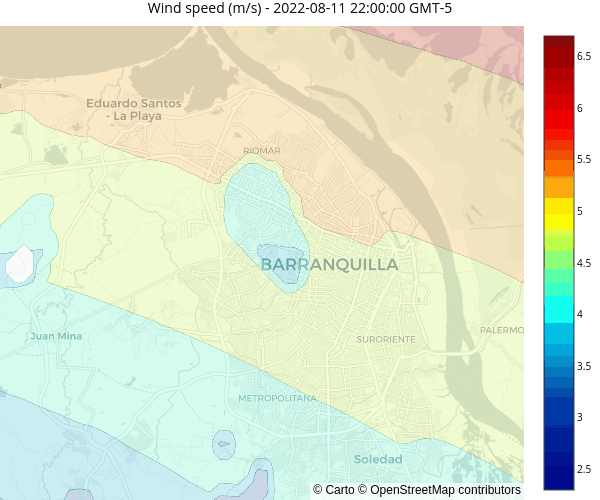 Wind speed (m/s) - 2022-08-11 22:00:00 GMT-5
6.5
Eduardo Santos
- La Playa
6
RIOMAR
5.5
5
BARRANQUILLA
4.5
4
PALERMO
Juan Mina
SURORIENTE
3.5
METROPOLITANA
3
Soledad
2.5
© Carto © OpenStreetMap contributors